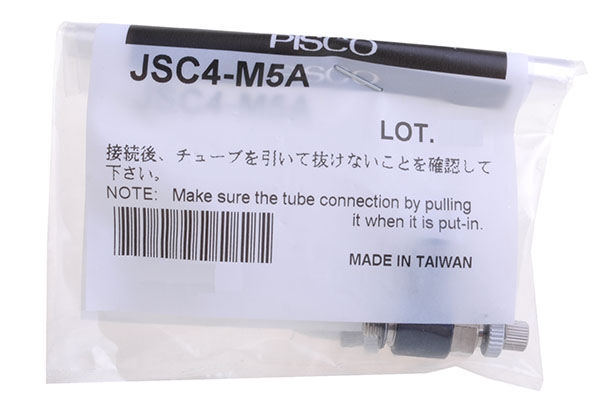 PISCO
JSC4-M5A
LOT.
接続後、チューブを引いて抜けないことを確認して
下さい。
NOTE: Make sure the tube connection by pulling
it when it is put-in.
MADE IN TAIWAN